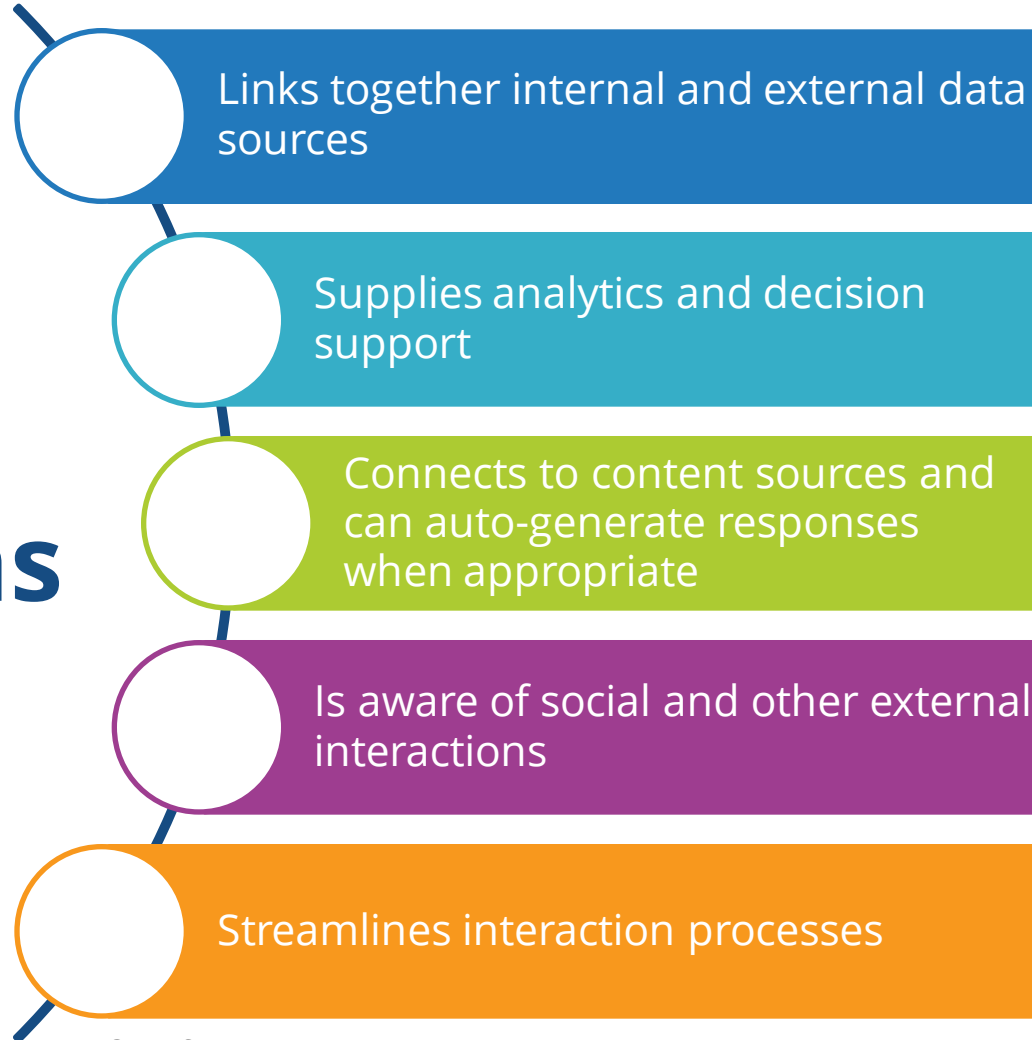 Links together internal and external data
sources
Supplies analytics and decision
support
Connects to content sources and
can auto-generate responses
when appropriate
Is aware of social and other external
interactions
Streamlines interaction processes